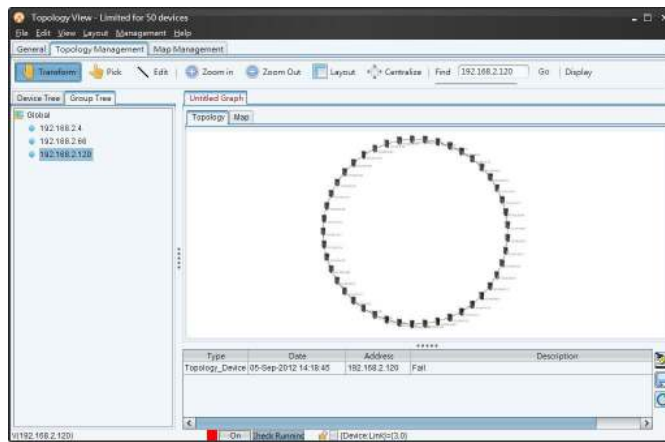 Topology View - Limited for 50 devices
File Edit View Layout Management Help
General Topology Management Map Management
Transform Pick Edit Zoom in Zoom Out Layout Centralize Find 192.168.2.120 Go Display
Device Tree Group Tree
Untitled Graph
Global
Topology Map
192.168.2.4
192.168.2.66
192.168.2.120
Type Date Address Description
Topology_Device 05-Sep-2012 14:18:45 192.168.2.120 Fail
V(192.168.2.120) On Check Running (Device:Link)=(3,0)